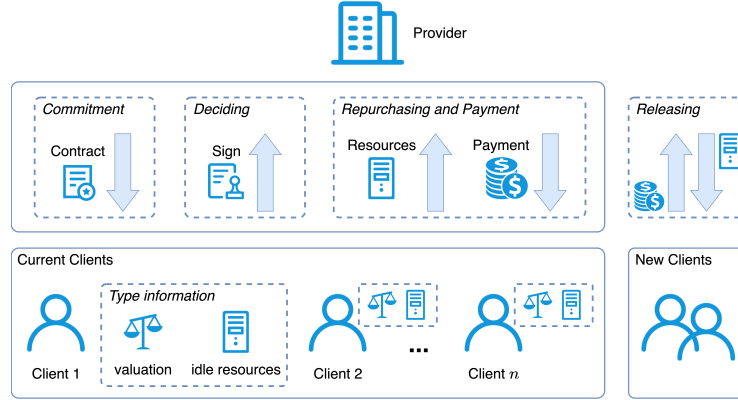 Provider
Commitment
Deciding
Repurchasing and Payment
Releasing
Contract
Sign
Resources
Payment
Current Clients
New Clients
Type information
valuation
idle resources
Client 1
Client 2
...
Client n